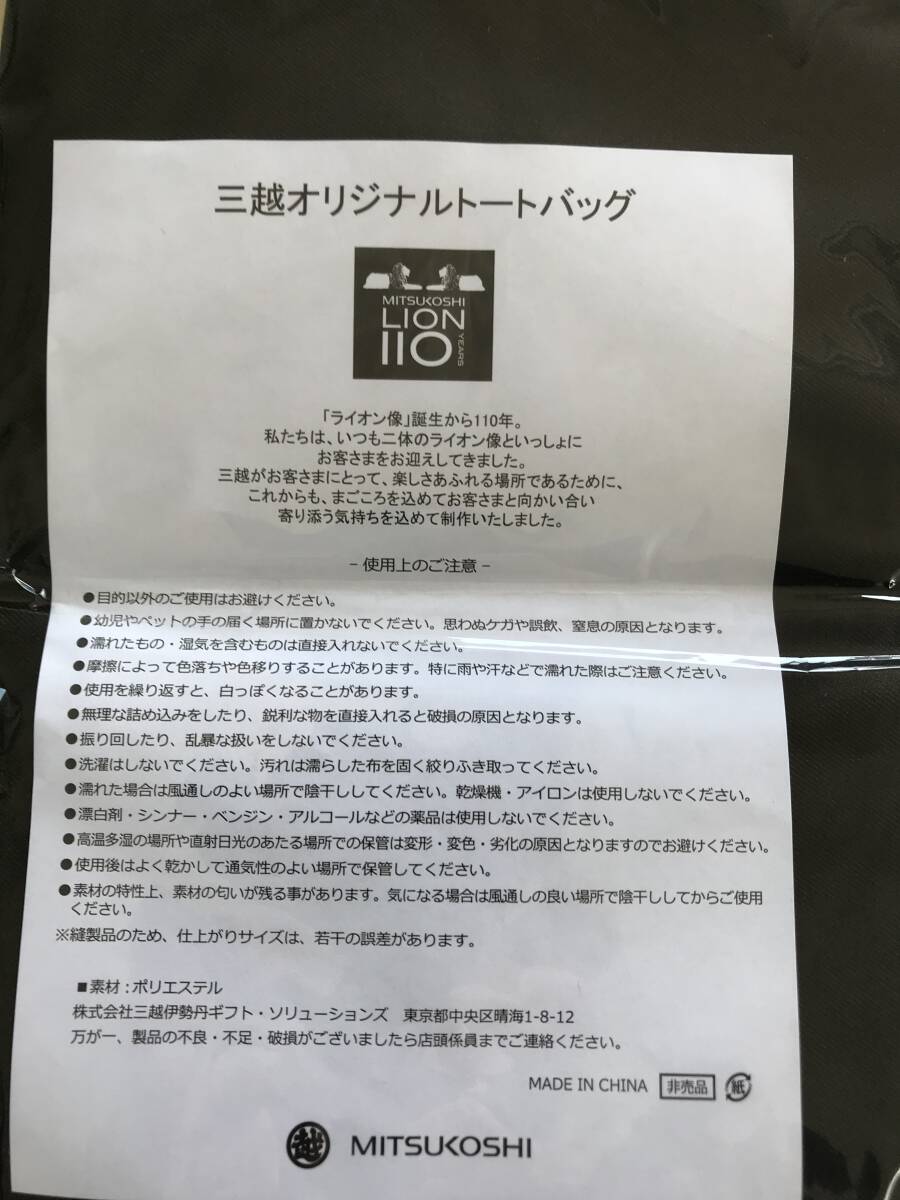 三越オリジナルトートバッグ
MITSUKOSHI
LION
110
YEARS
「ライオン像」誕生から110年。
私たちは、いつも二体のライオン像といっしょに
お客さまをお迎えしてきました。
三越がお客さまにとって、楽しさあふれる場所であるために、
これからも、まごころを込めてお客さまと向かい合い
寄り添う気持ちを込めて制作いたしました。
- 使用上のご注意 -
●目的以外のご使用はお避けください。
●幼児やペットの手の届く場所に置かないでください。思わぬケガや誤飲、窒息の原因となります。
●濡れたもの・湿気を含むものは直接入れないでください。
●摩擦によって色落ちや色移りすることがあります。特に雨や汗などで濡れた際はご注意ください。
●使用を繰り返すと、白っぽくなることがあります。
●無理な詰め込みをしたり、鋭利な物を直接入れると破損の原因となります。
●振り回したり、乱暴な扱いをしないでください。
●洗濯はしないでください。汚れは濡らした布を固く絞りふき取ってください。
●濡れた場合は風通しのよい場所で陰干ししてください。乾燥機・アイロンは使用しないでください。
●漂白剤・シンナー・ベンジン・アルコールなどの薬品は使用しないでください。
●高温多湿の場所や直射日光のあたる場所での保管は変形・変色・劣化の原因となりますのでお避けください。
●使用後はよく乾かして通気性のよい場所で保管してください。
●素材の特性上、素材の匂いが残る事があります。気になる場合は風通しの良い場所で陰干ししてからご使用
ください。
※縫製品のため、仕上がりサイズは、若干の誤差があります。
■素材：ポリエステル
株式会社三越伊勢丹ギフト・ソリューションズ　東京都中央区晴海1-8-12
万が一、製品の不良・不足・破損がございましたら店頭係員までご連絡ください。
MADE IN CHINA 非売品 紙
越 MITSUKOSHI